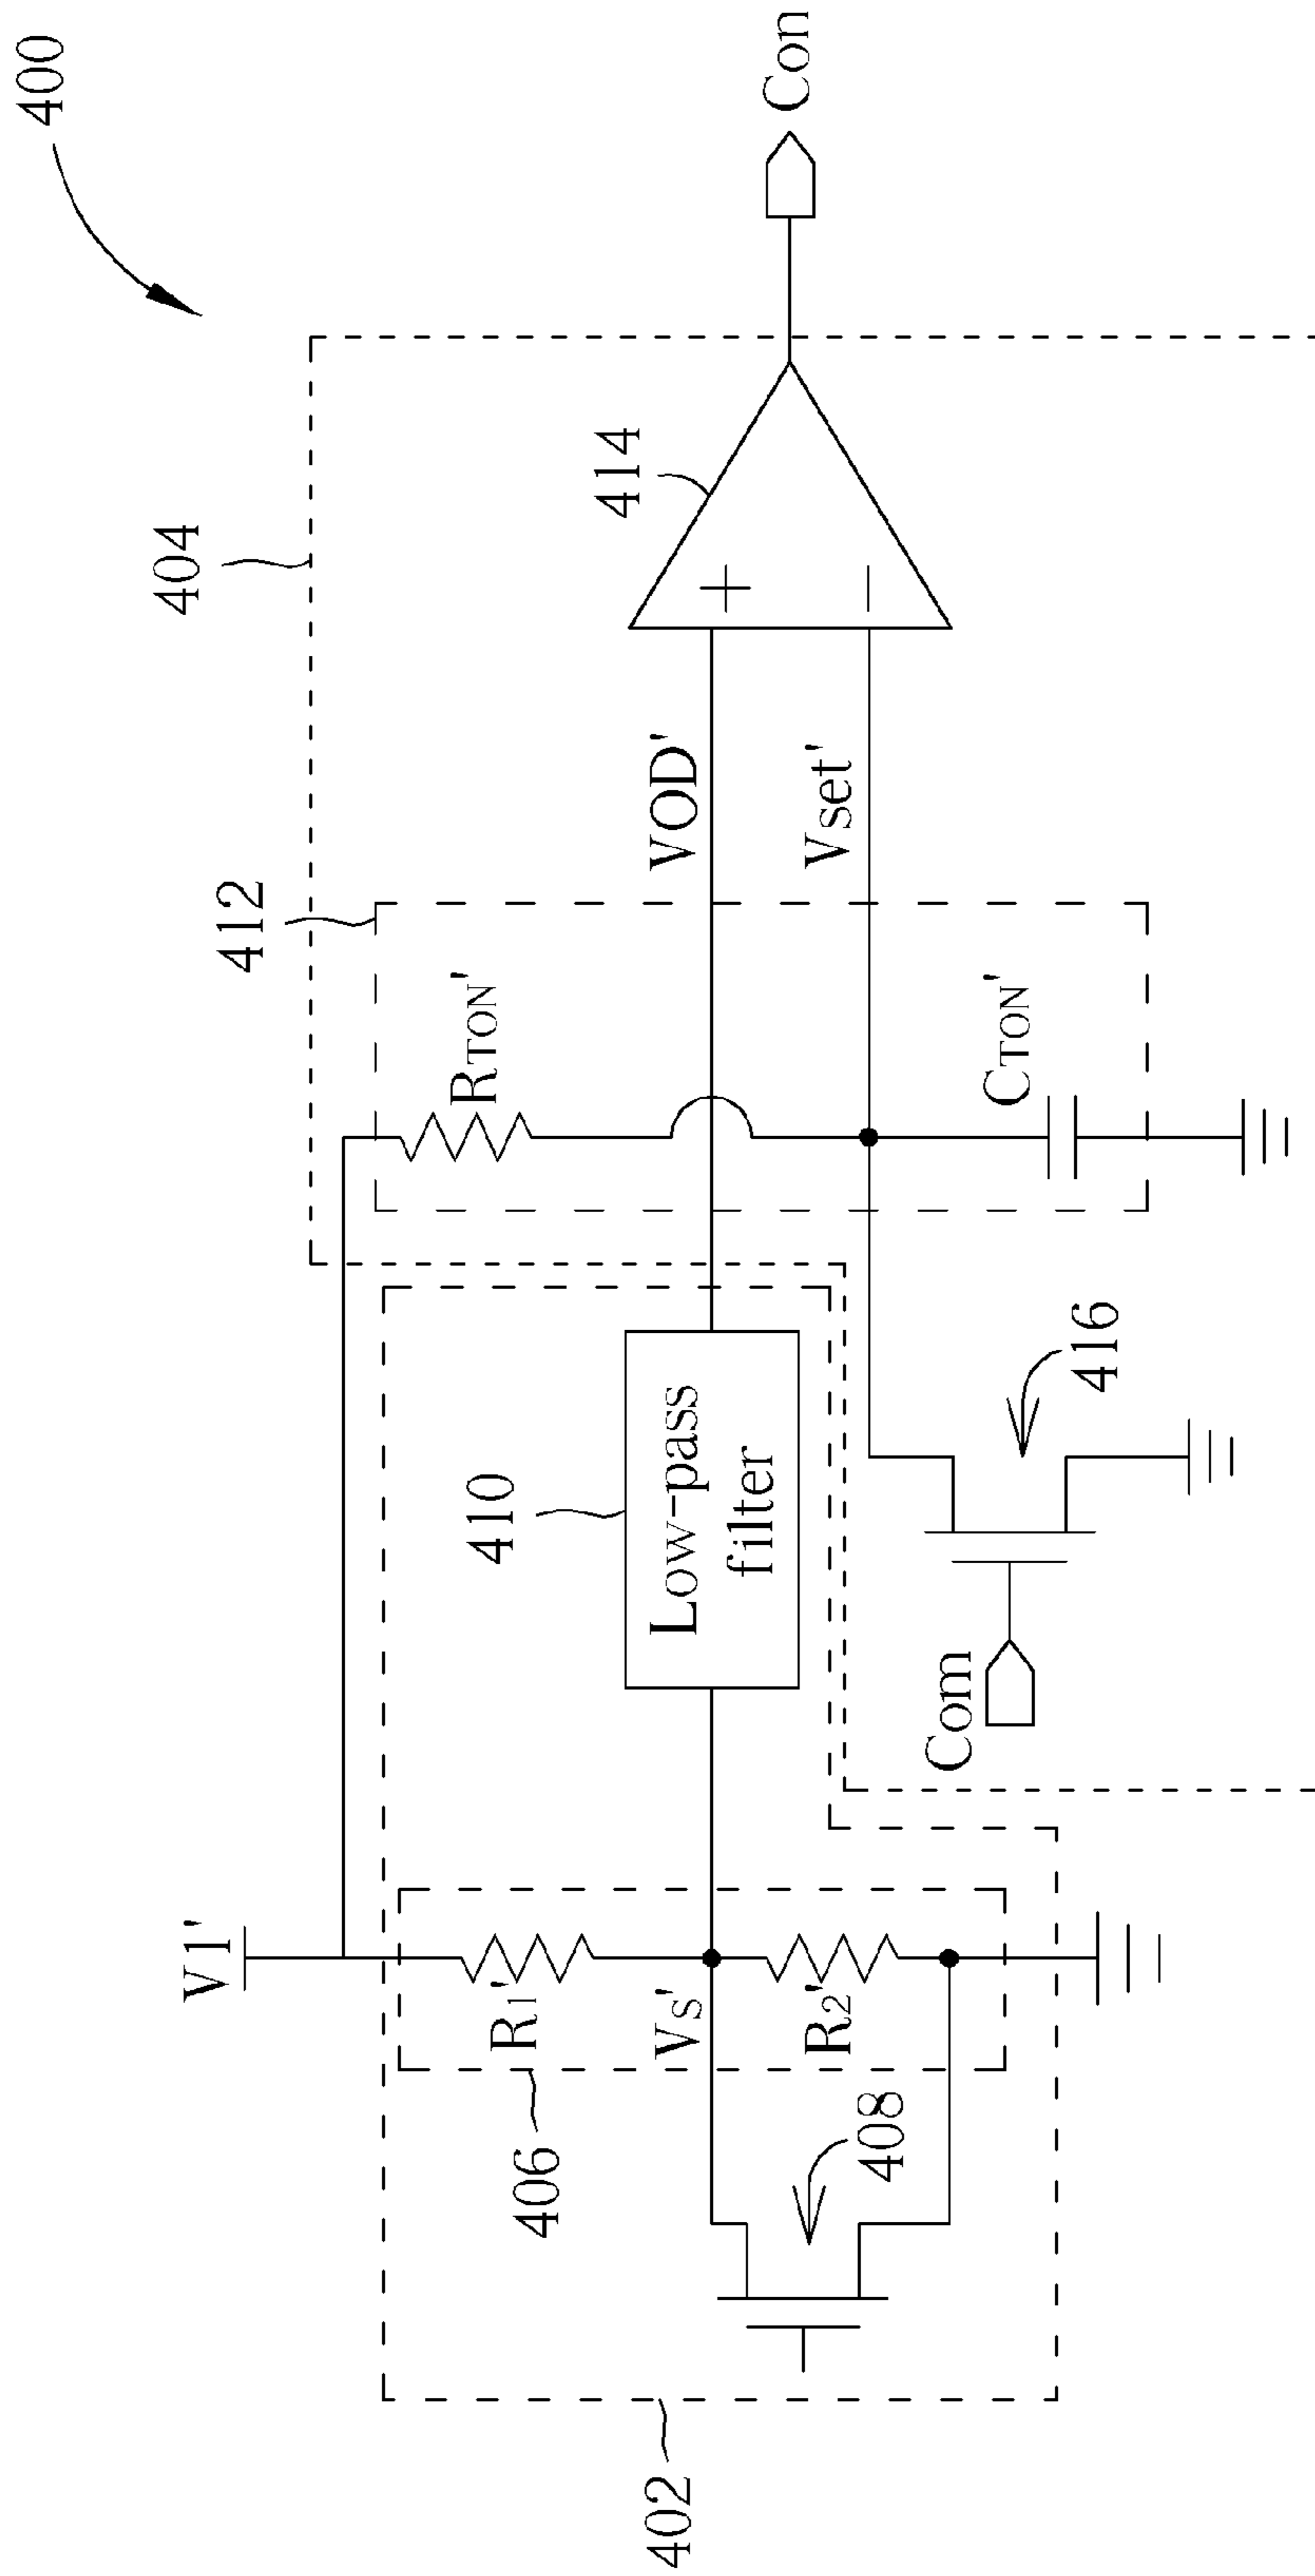 400
404
412
414
Con
VOD'
Vset'
RTON'
CTON'
410
Low-pass
filter
416
Com
V1'
R1'
Vs'
R2'
406
408
402
+
−